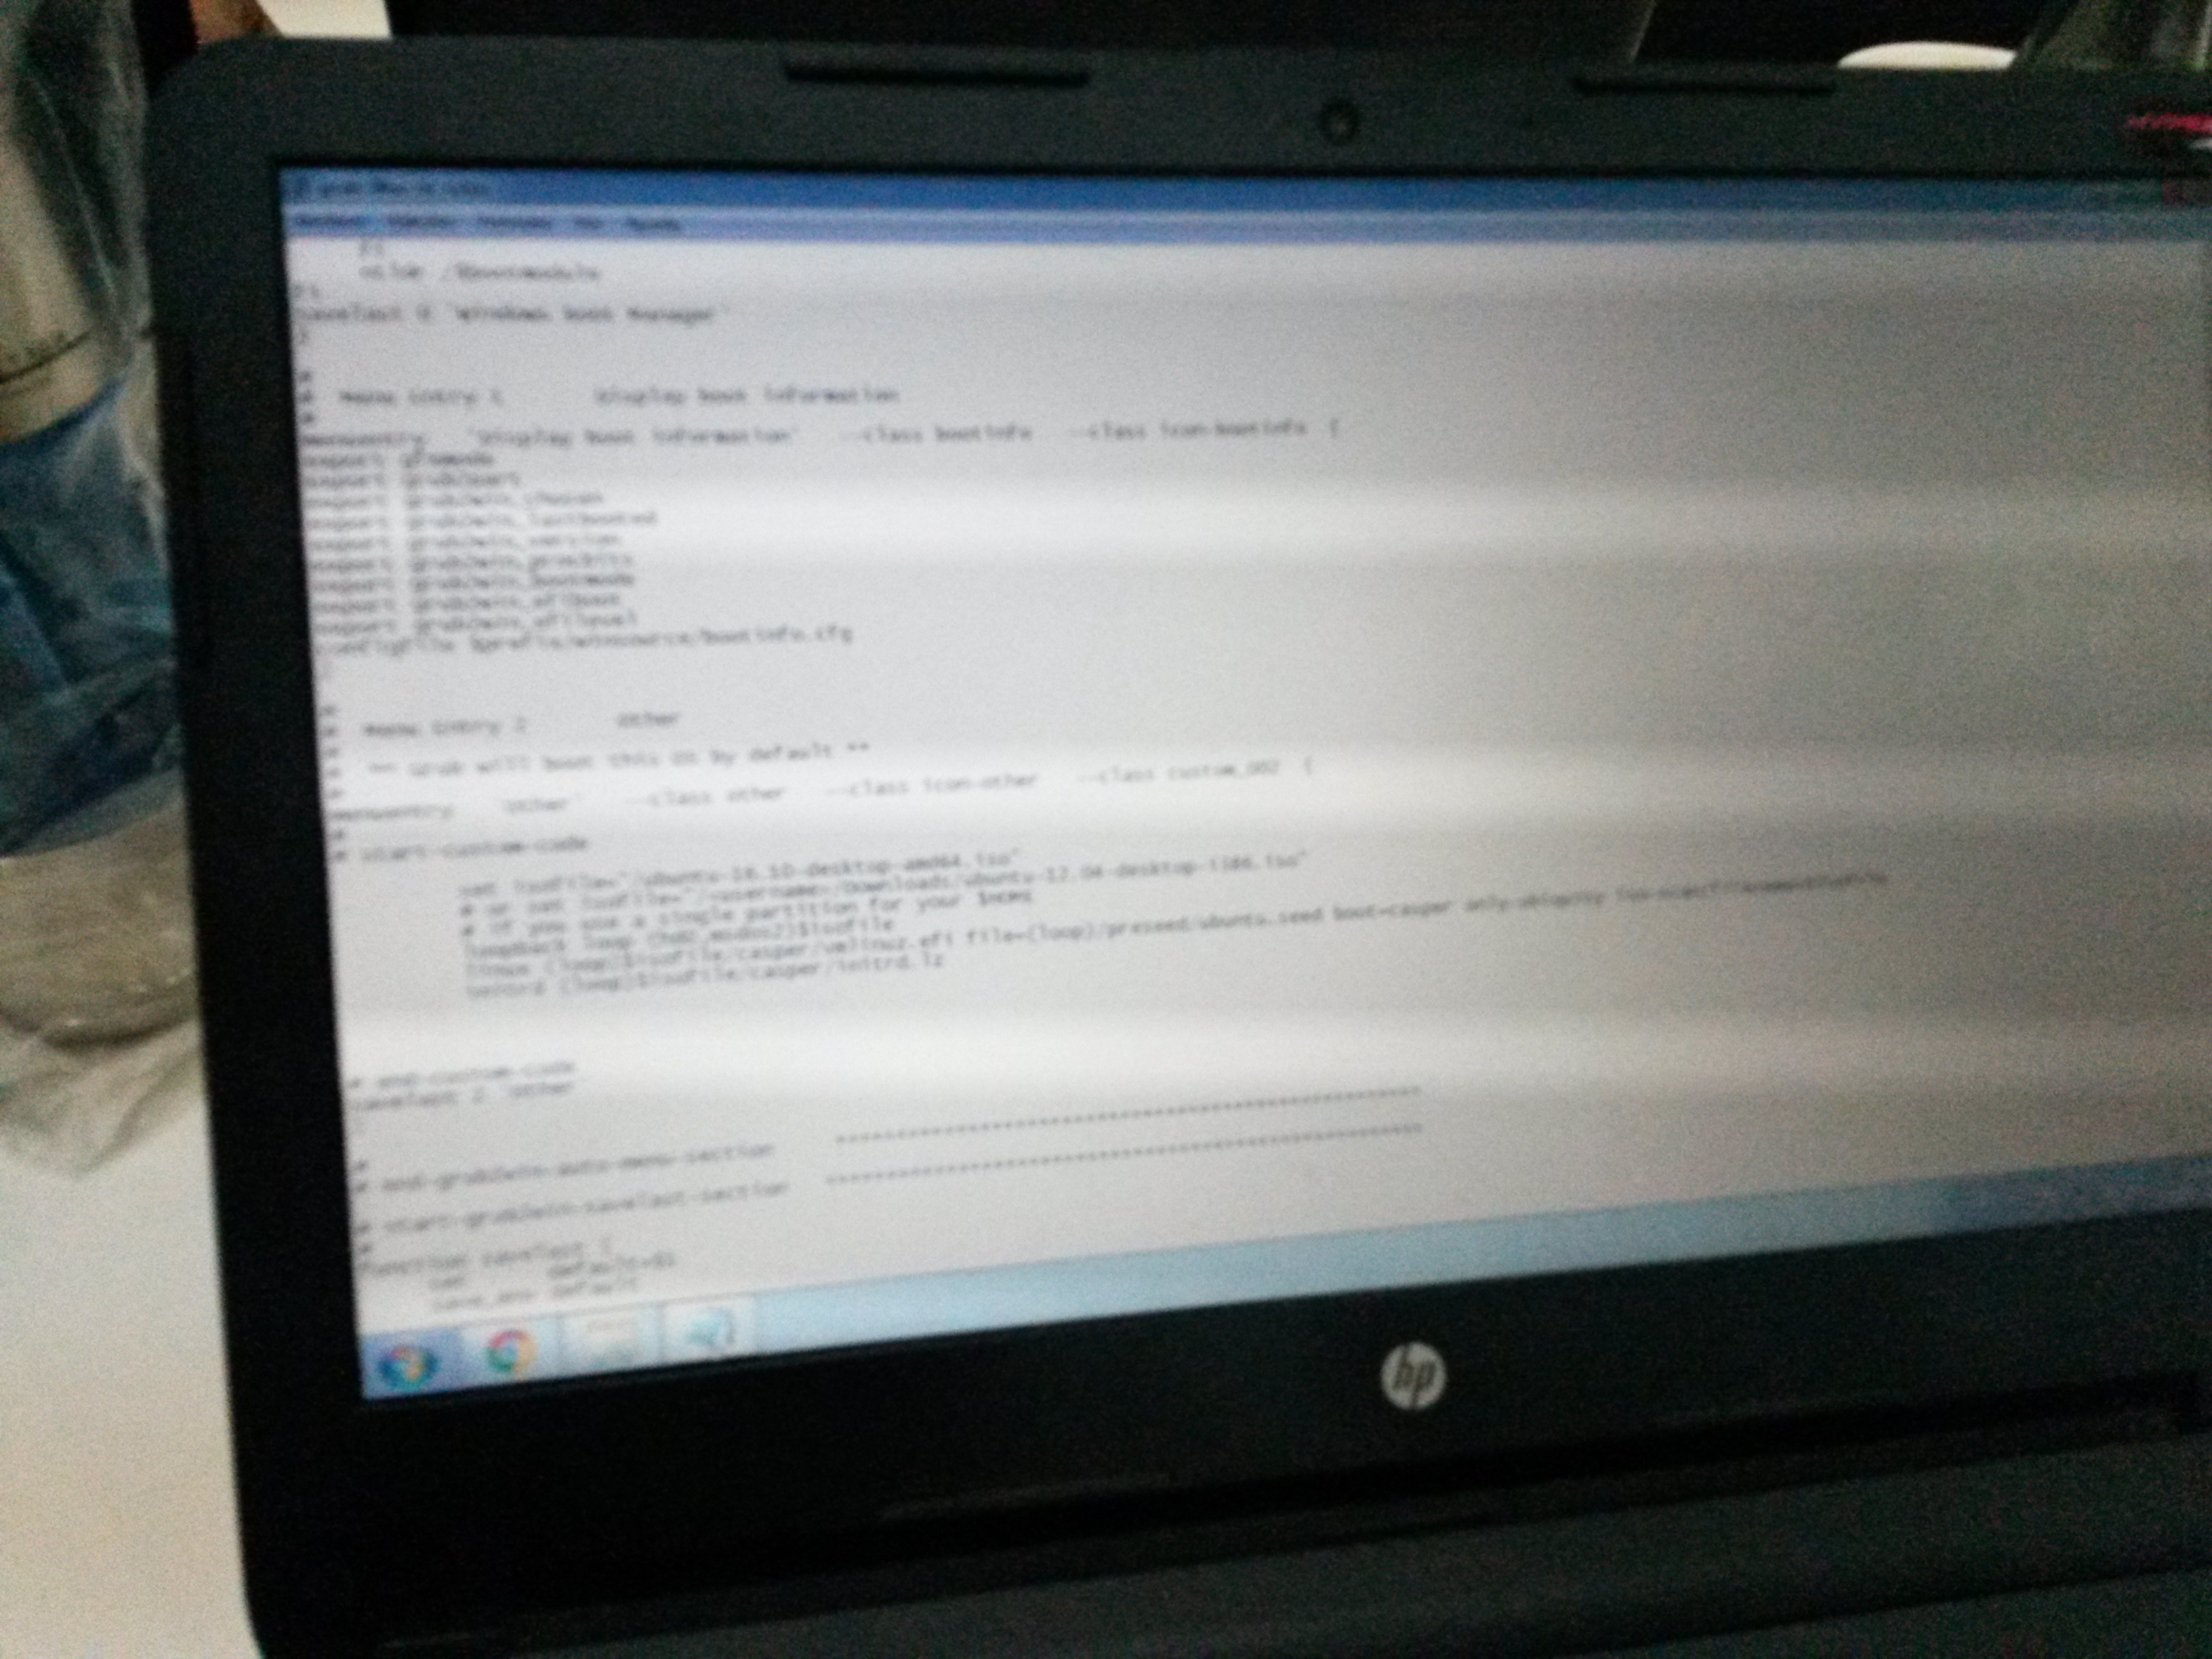 else
savelast 0 'Windows Boot Manager'
#
# Menu Entry 1 Display boot information
#
menuentry 'Display boot information' --class bootinfo --class icon-bootinfo {
export gfxmode
export grub2part
export grub2win_chosen
export grub2win_lastbooted
export grub2win_version
export grub2win_procbits
export grub2win_bootmode
export grub2win_efiboot
export grub2win_efilevel
configfile $prefix/winsource/bootinfo.cfg
#
# Menu Entry 2 Other
#
# ** Grub will boot this OS by default **
#
menuentry 'Other' --class other --class icon-other --class custom_002 {
#
# start-custom-code
set isofile="/ubuntu-16.10-desktop-amd64.iso"
# or set isofile="/<username>/Downloads/ubuntu-12.04-desktop-i386.iso"
# if you use a single partition for your $HOME
loopback loop (hd0,msdos2)$isofile
linux (loop)$isofile/casper/vmlinuz.efi file=(loop)/preseed/ubuntu.seed boot=casper only-ubiquity
initrd (loop)$isofile/casper/initrd.lz
# end-custom-code
savelast 2 'Other'
#
# end-grub2win-auto-menu-section
# start-grub2win-savelast-section
#
function savelast {
set default=$1
save_env default
hp